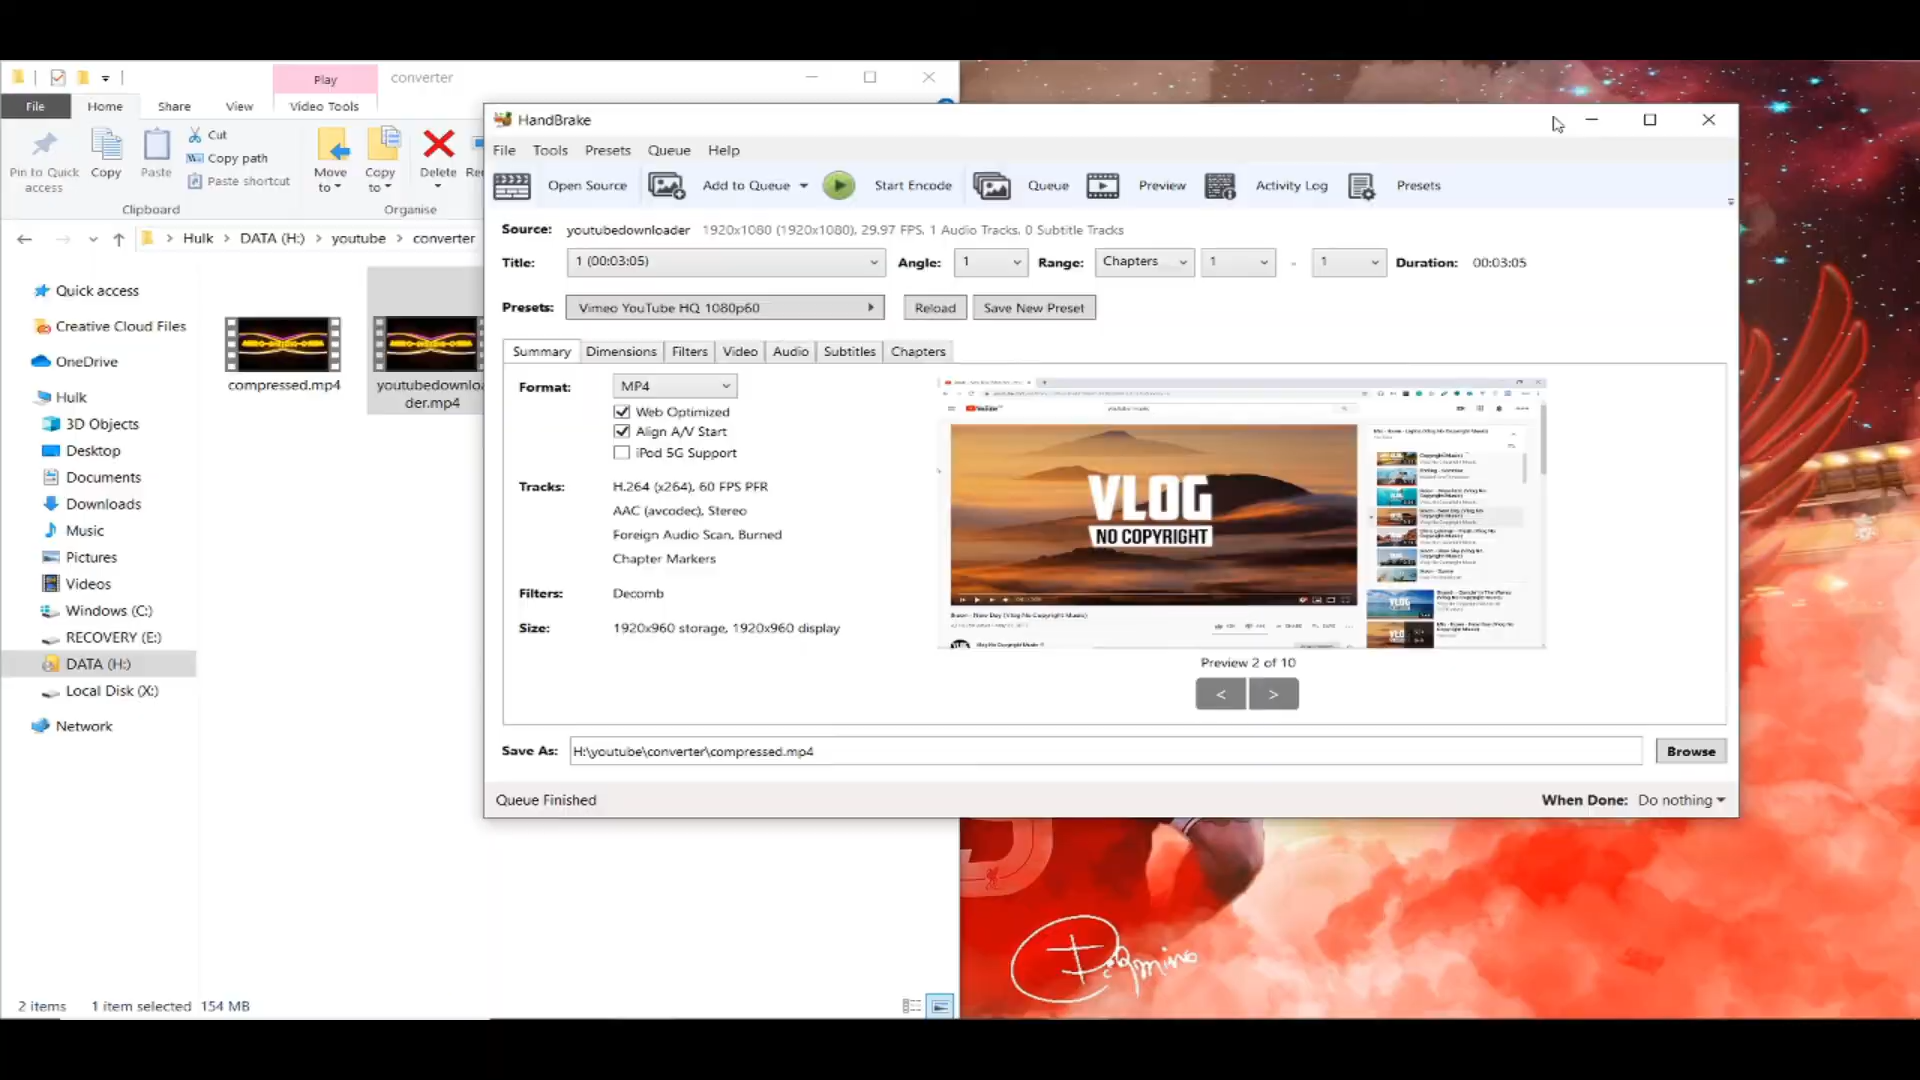 Play
converter
File
Home
Share
View
Video Tools
Pin to Quick access
Copy
Paste
Cut
Copy path
Paste shortcut
Move to
Copy to
Delete
Clipboard
Organise
Hulk
DATA (H:)
youtube
converter
Quick access
Creative Cloud Files
OneDrive
Hulk
3D Objects
Desktop
Documents
Downloads
Music
Pictures
Videos
Windows (C:)
RECOVERY (E:)
DATA (H:)
Local Disk (X:)
Network
compressed.mp4
youtubedownloa
der.mp4
2 items 1 item selected 154 MB
HandBrake
File Tools Presets Queue Help
Open Source Add to Queue Start Encode Queue Preview Activity Log Presets
Source: youtubedownloader 1920x1080 (1920x1080), 29.97 FPS, 1 Audio Tracks, 0 Subtitle Tracks
Title: 1 (00:03:05) Angle: 1 Range: Chapters 1 - 1 Duration: 00:03:05
Presets: Vimeo YouTube HQ 1080p60 Reload Save New Preset
Summary Dimensions Filters Video Audio Subtitles Chapters
Format: MP4
Web Optimized
Align A/V Start
iPod 5G Support
Tracks: H.264 (x264), 60 FPS PFR
AAC (avcodec), Stereo
Foreign Audio Scan, Burned
Chapter Markers
Filters: Decomb
Size: 1920x960 storage, 1920x960 display
VLOG
NO COPYRIGHT
Preview 2 of 10
< >
Save As: H:\youtube\converter\compressed.mp4 Browse
Queue Finished
When Done: Do nothing